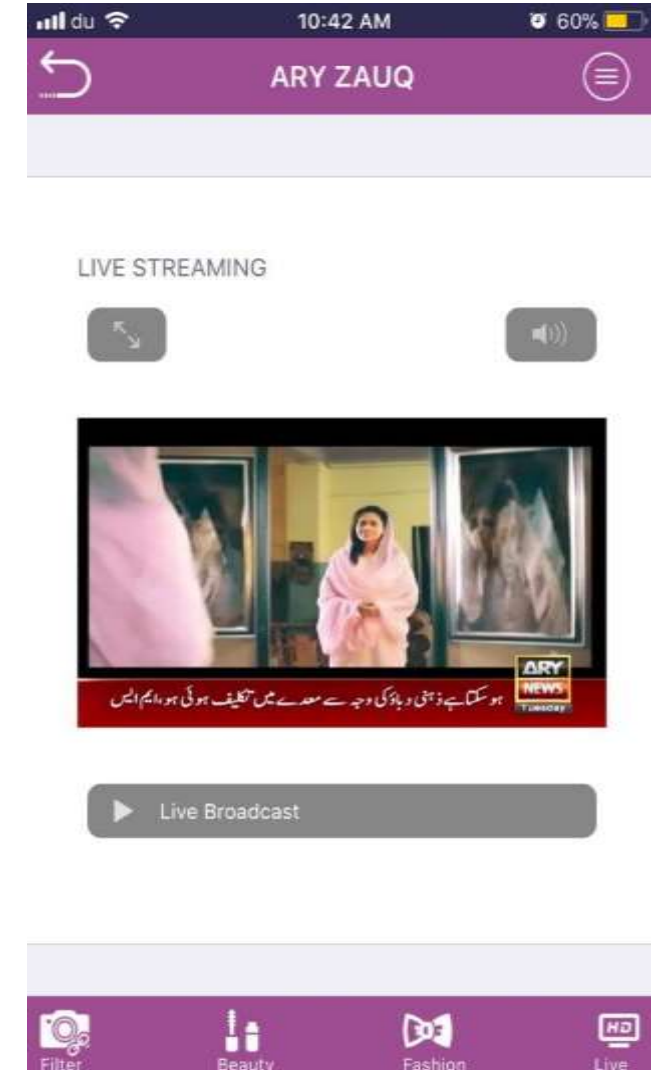 du 10:42 AM 60%
ARY ZAUQ
LIVE STREAMING
ARY
NEWS
ہو سکتا ہے ذہنی دباؤ کی وجہ سے معدے میں تکلیف ہوئی ہو، ایم ایس
Tuesday
Live Broadcast
Filter Beauty Fashion HD Live